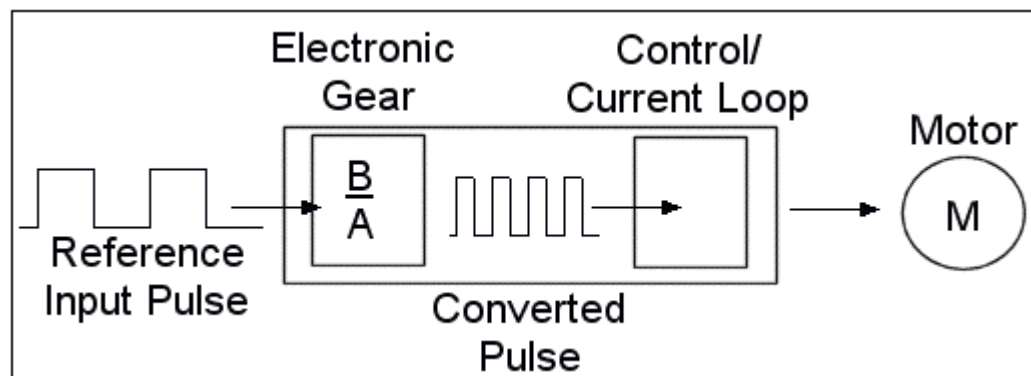 Electronic
Gear
Control/
Current Loop
Motor
B
A
M
Reference
Input Pulse
Converted
Pulse